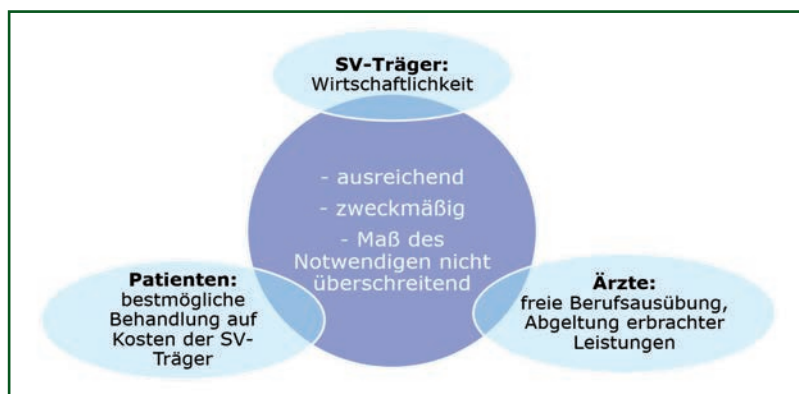 SV-Träger:
Wirtschaftlichkeit
- ausreichend
- zweckmäßig
- Maß des
Notwendigen nicht
überschreitend
Patienten:
bestmögliche
Behandlung auf
Kosten der SV-
Träger
Ärzte:
freie Berufsausübung,
Abgeltung erbrachter
Leistungen